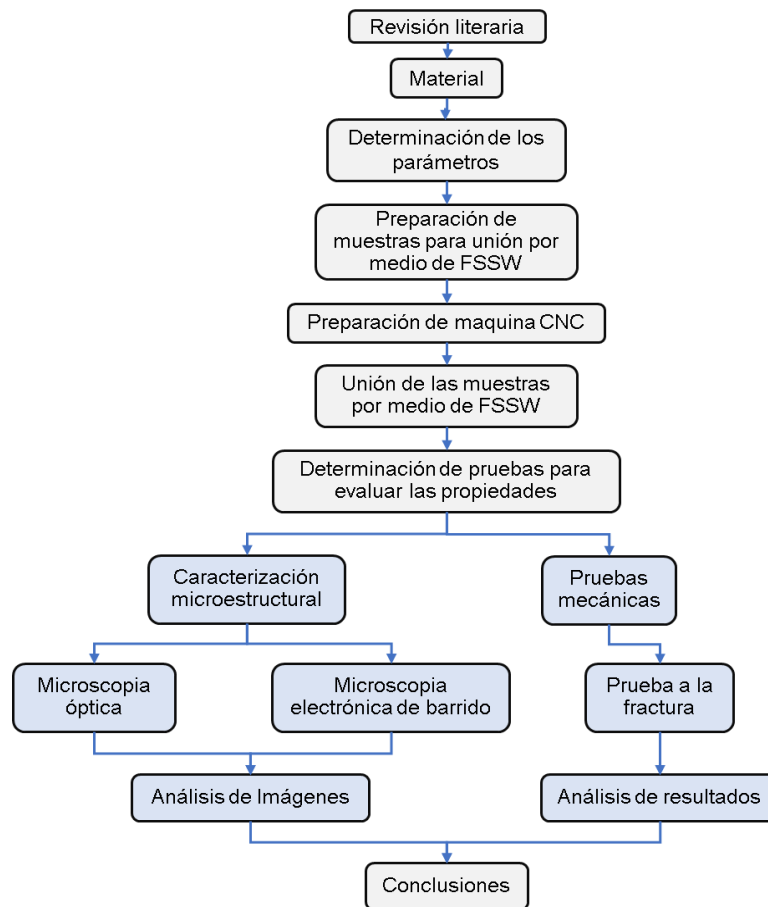 Revisión literaria
Material
Determinación de los
parámetros
Preparación de
muestras para unión por
medio de FSSW
Preparación de maquina CNC
Unión de las muestras
por medio de FSSW
Determinación de pruebas para
evaluar las propiedades
Caracterización
microestructural
Pruebas
mecánicas
Microscopia
óptica
Microscopia
electrónica de barrido
Prueba a la
fractura
Análisis de Imágenes
Análisis de resultados
Conclusiones